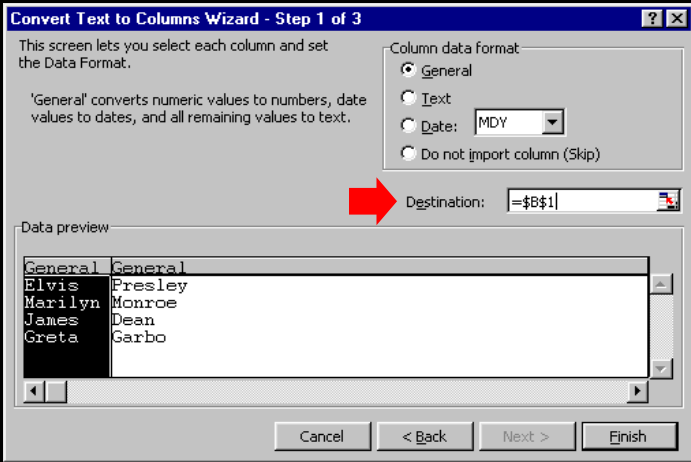 Convert Text to Columns Wizard - Step 1 of 3
This screen lets you select each column and set
the Data Format.
'General' converts numeric values to numbers, date
values to dates, and all remaining values to text.
Column data format
General
Text
Date: MDY
Do not import column (Skip)
Destination: =$B$1
Data preview
General General
Elvis Presley
Marilyn Monroe
James Dean
Greta Garbo
Cancel < Back Next > Finish